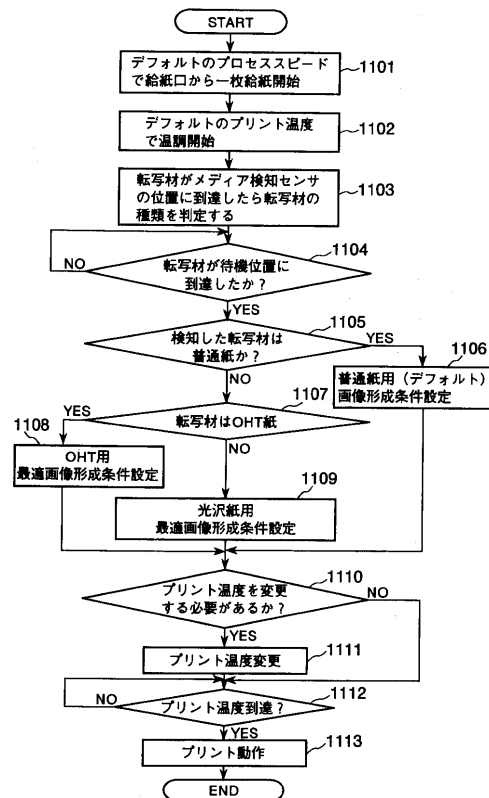 START
デフォルトのプロセススピード
で給紙口から一枚給紙開始
1101
デフォルトのプリント温度
で温調開始
1102
転写材がメディア検知センサ
の位置に到達したら転写材の
種類を判定する
1103
1104
NO
転写材が待機位置に
到達したか？
YES
1105
検知した転写材は
普通紙か？
YES
1106
普通紙用（デフォルト）
画像形成条件設定
NO
1107
YES
転写材はOHT紙
1108
OHT用
最適画像形成条件設定
NO
1109
光沢紙用
最適画像形成条件設定
1110
プリント温度を変更
する必要があるか？
NO
YES
プリント温度変更
1111
1112
NO
プリント温度到達？
YES
プリント動作
1113
END